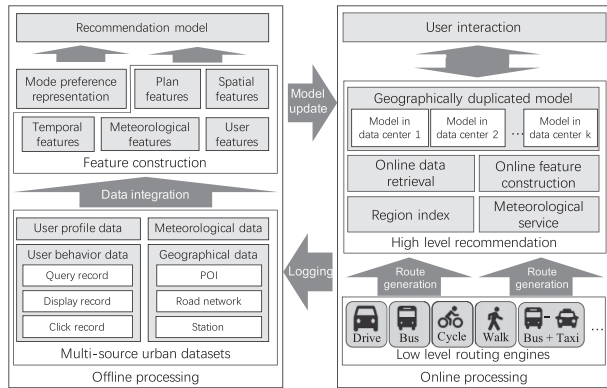 Recommendation model
Mode preference
representation
Plan
features
Spatial
features
Temporal
features
Meteorological
features
User
features
Feature construction
Data integration
User profile data
Meteorological data
User behavior data
Query record
Display record
Click record
Geographical data
POI
Road network
Station
Multi-source urban datasets
Offline processing
Model
update
Logging
User interaction
Geographically duplicated model
Model in
data center 1
Model in
data center 2
...
Model in
data center k
Online data
retrieval
Online feature
construction
Region index
Meteorological
service
High level recommendation
Route
generation
Route
generation
Drive
Bus
Cycle
Walk
Bus + Taxi
...
Low level routing engines
Online processing